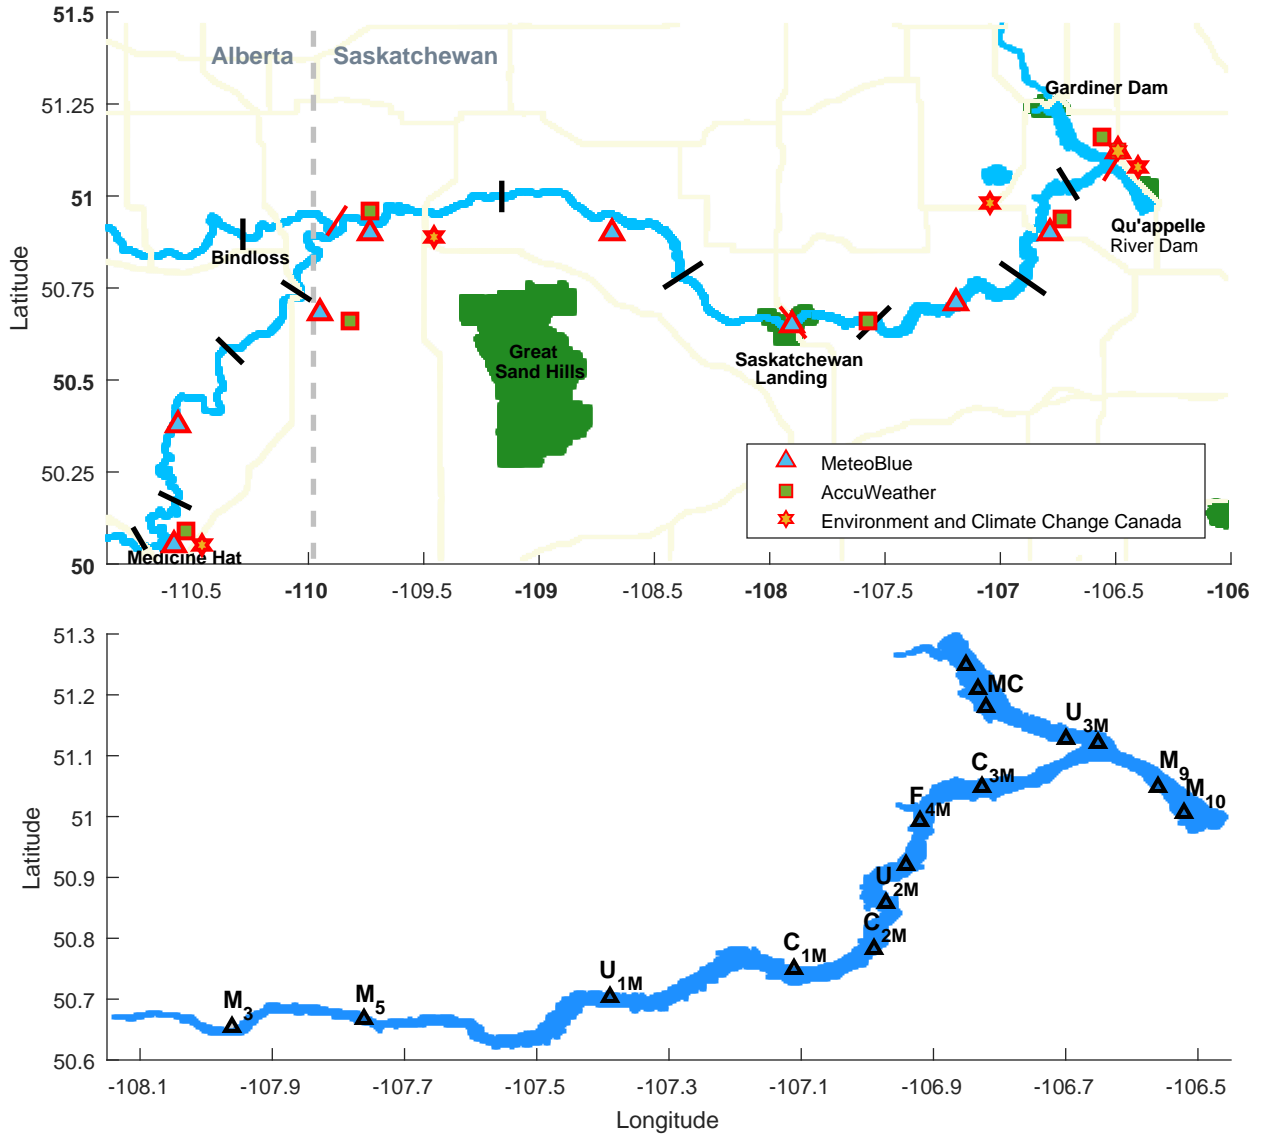 51.5
Alberta
Saskatchewan
51.25
Gardiner Dam
51
Qu'appelle
River Dam
Bindloss
50.75
Latitude
Great
Sand Hills
Saskatchewan
Landing
50.5
MeteoBlue
AccuWeather
Environment and Climate Change Canada
50.25
Medicine Hat
50
-110.5
-110
-109.5
-109
-108.5
-108
-107.5
-107
-106.5
-106
51.3
51.2
MC
U3M
51.1
C3M
M9
M10
51
F4M
Latitude
50.9
U2M
C2M
50.8
C1M
U1M
50.7
M3
M5
50.6
-108.1
-107.9
-107.7
-107.5
-107.3
-107.1
-106.9
-106.7
-106.5
Longitude